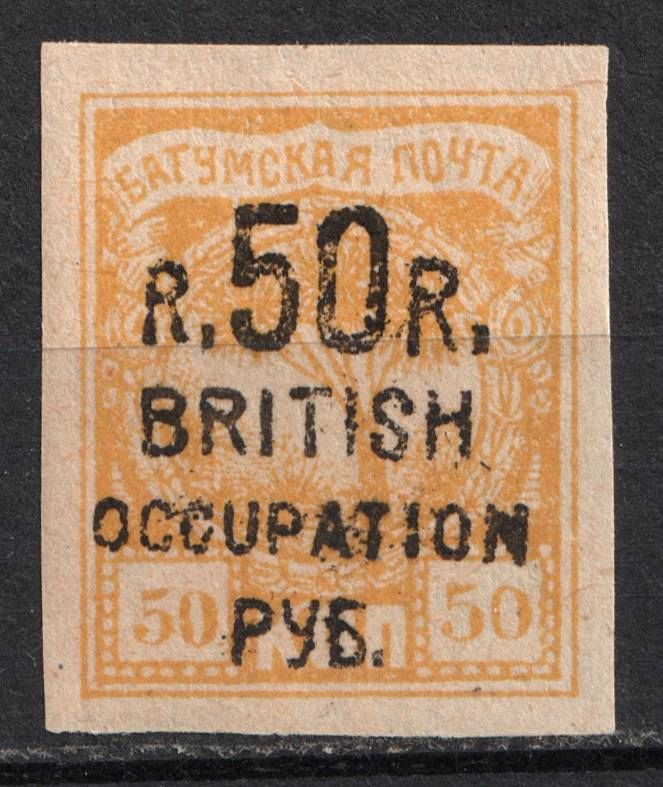 БАТУМСКАЯ ПОЧТА
R.50R.
BRITISH
OCCUPATION
50 50
РУБ.